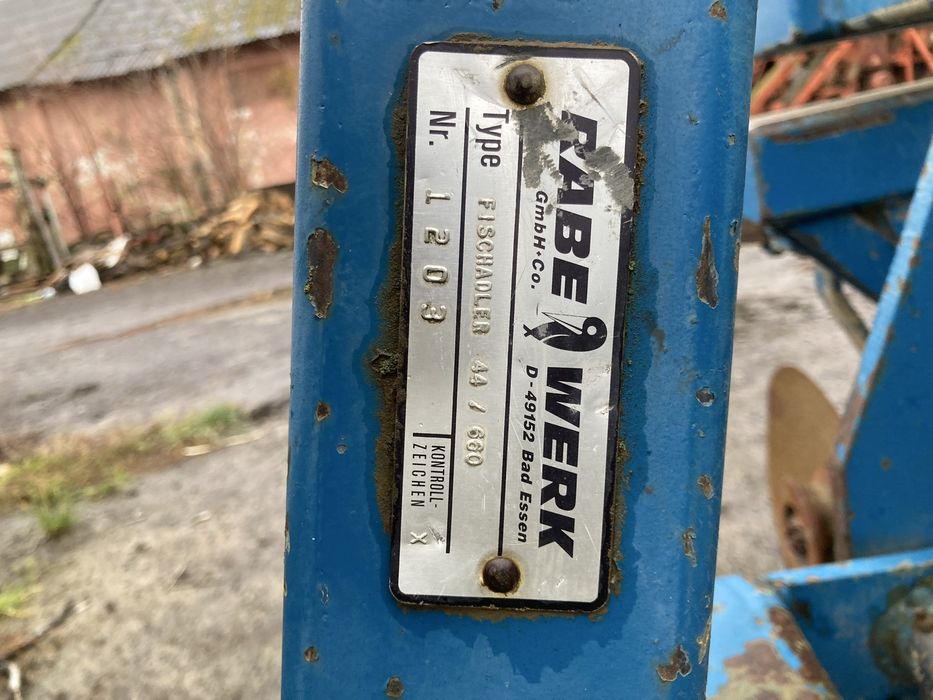 RABE WERK
GmbH+Co. D-49152 Bad Essen
Type FISCHADLER 44/660
Nr. 1203
KONTROLL-
ZEICHEN X